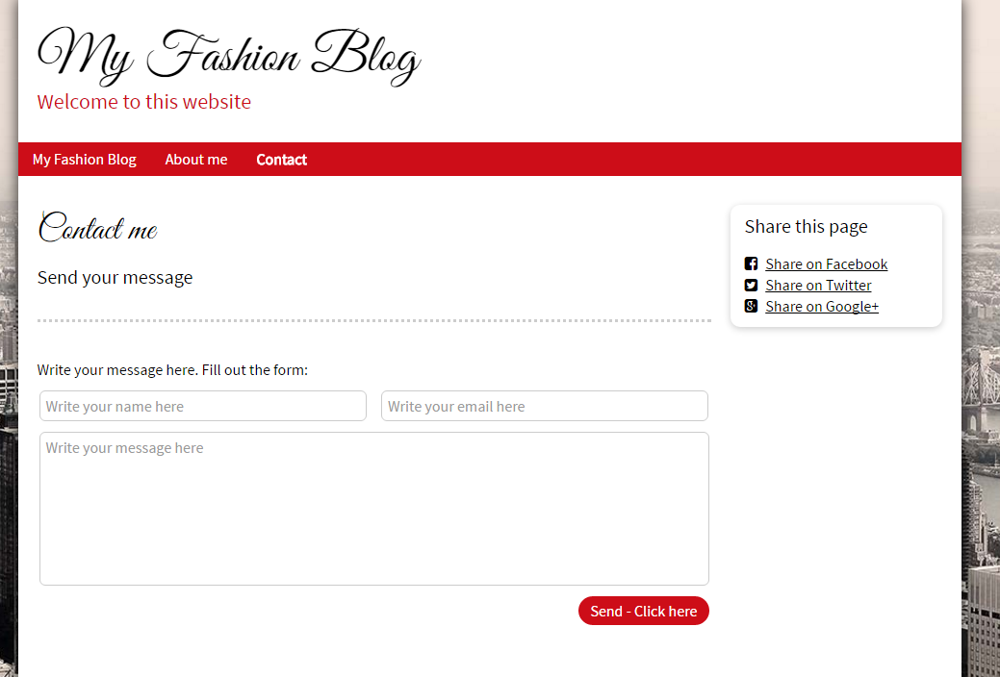 My Fashion Blog
Welcome to this website
My Fashion Blog About me Contact
Contact me
Send your message
Share this page
Share on Facebook
Share on Twitter
Share on Google+
Write your message here. Fill out the form:
Write your name here Write your email here
Write your message here
Send - Click here